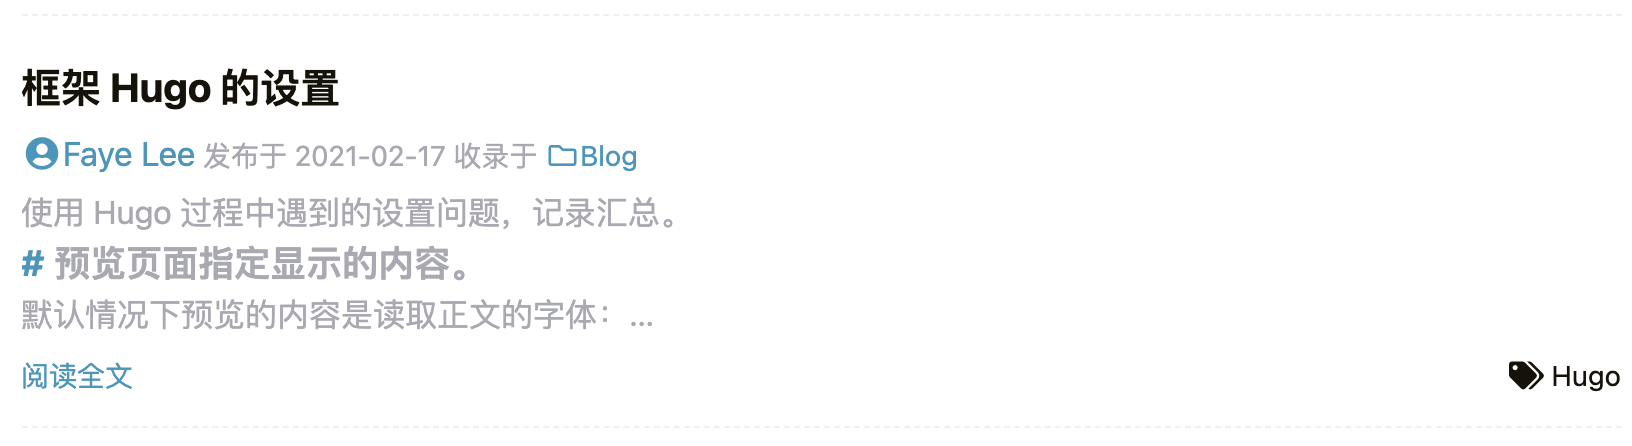 框架 Hugo 的设置
Faye Lee 发布于 2021-02-17 收录于 Blog
使用 Hugo 过程中遇到的设置问题，记录汇总。
# 预览页面指定显示的内容。
默认情况下预览的内容是读取正文的字体：...
阅读全文
Hugo